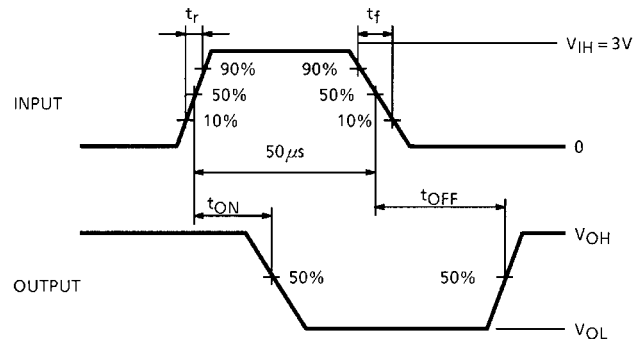 tr
tf
VIH = 3V
90%
90%
INPUT
50%
50%
10%
10%
0
50μs
tON
tOFF
VOH
50%
50%
OUTPUT
VOL